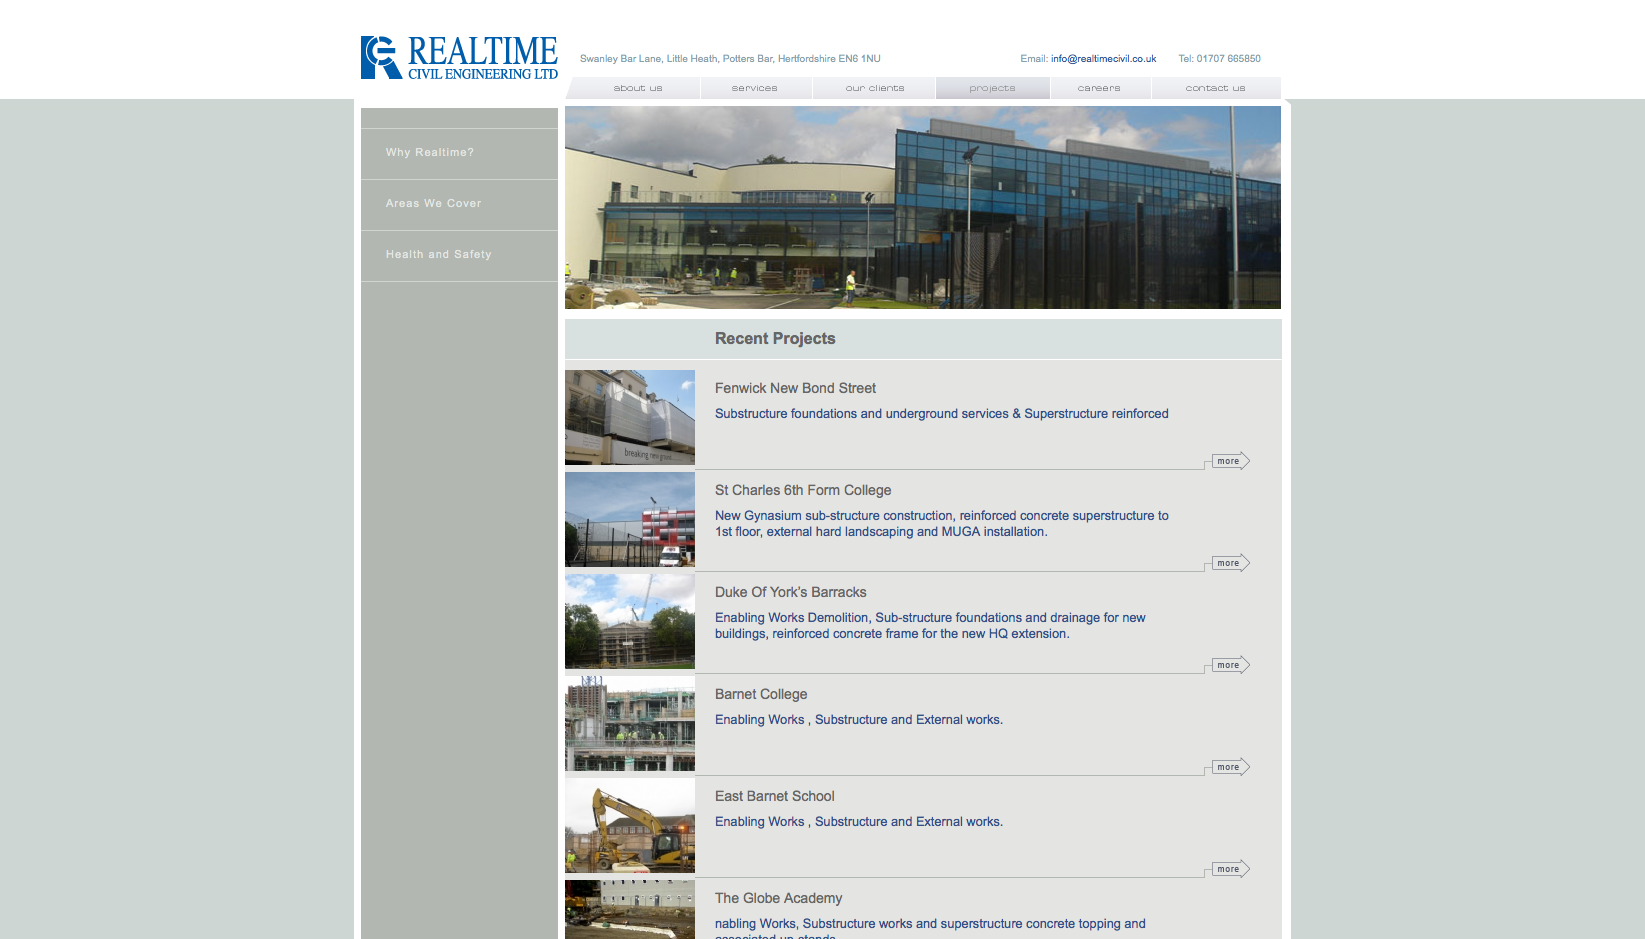 REALTIME
CIVIL ENGINEERING LTD
Swanley Bar Lane, Little Heath, Potters Bar, Hertfordshire EN6 1NU
Email: info@realtimecivil.co.uk
Tel: 01707 665850
about us
services
our clients
projects
careers
contact us
Why Realtime?
Areas We Cover
Health and Safety
Recent Projects
Fenwick New Bond Street
Substructure foundations and underground services & Superstructure reinforced
breaking new ground
more
St Charles 6th Form College
New Gynasium sub-structure construction, reinforced concrete superstructure to
1st floor, external hard landscaping and MUGA installation.
more
Duke Of York's Barracks
Enabling Works Demolition, Sub-structure foundations and drainage for new
buildings, reinforced concrete frame for the new HQ extension.
more
Barnet College
Enabling Works , Substructure and External works.
more
East Barnet School
Enabling Works , Substructure and External works.
more
The Globe Academy
nabling Works, Substructure works and superstructure concrete topping and
associated up stands